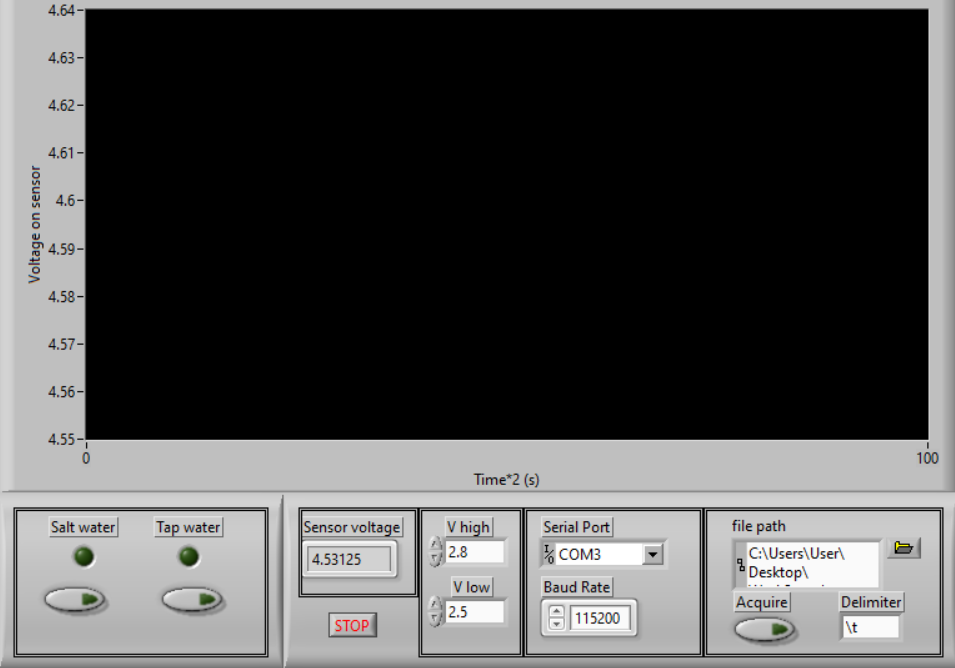 4.64
4.63
4.62
4.61
4.6
4.59
4.58
4.57
4.56
4.55
Voltage on sensor
0
100
Time*2 (s)
Salt water
Tap water
Sensor voltage
4.53125
STOP
V high
2.8
V low
2.5
Serial Port
I/O
COM3
Baud Rate
115200
file path
C:\Users\User\
Desktop\
Acquire
Delimiter
\t